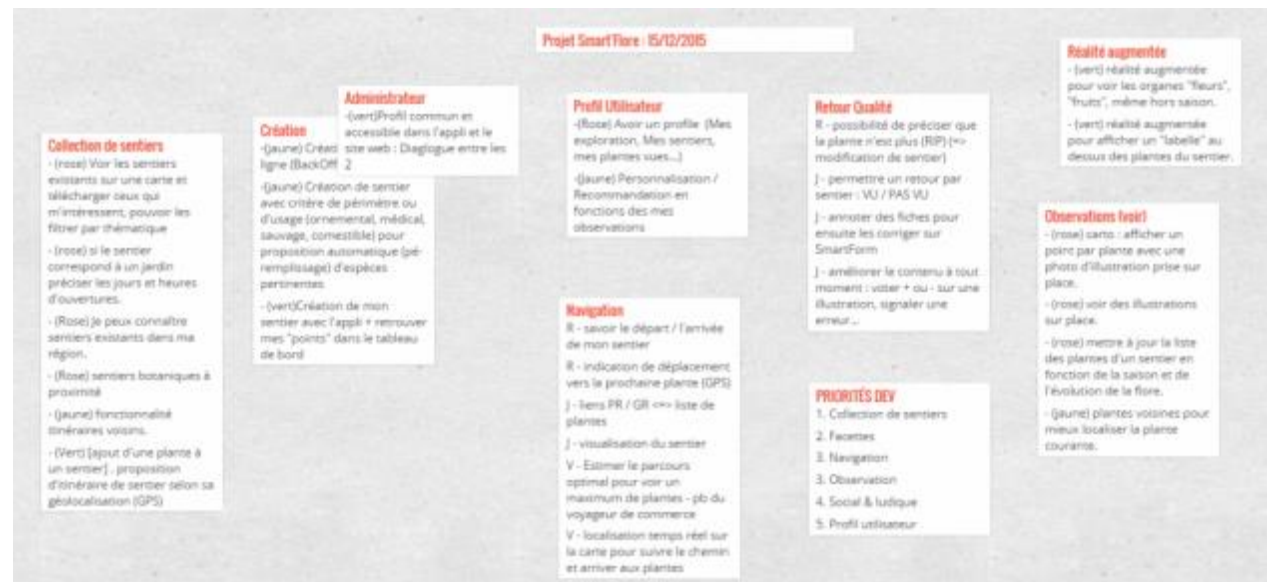 Projet SmartFlore : 15/12/2015
Collection de sentiers
- (rose) Voir les sentiers
existants sur une carte et
télécharger ceux qui
m'intéressent, pouvoir les
filtrer par thématique
- (rose) si le sentier
correspond à un jardin
préciser les jours et heures
d'ouvertures.
- (Rose) Je peux connaître
sentiers existants dans ma
région.
- (Rose) sentiers botaniques à
proximité
- (jaune) fonctionnalité
itinéraires voisins.
- (Vert) [ajout d'une plante à
un sentier] . proposition
d'itinéraire de sentier selon sa
géolocalisation (GPS)
Création
-(jaune) Créati
ligne (BackOff
-(jaune) Création de sentier
avec critère de périmètre ou
d'usage (ornemental, médical,
sauvage, comestible) pour
proposition automatique (pé-
remplissage) d'espèces
pertinentes
- (vert)Création de mon
sentier avec l'appli + retrouver
mes "points" dans le tableau
de bord
Administrateur
-(vert)Profil commun et
accessible dans l'appli et le
site web : Diaglogue entre les
2
Profil Utilisateur
-(Rose) Avoir un profile (Mes
exploration, Mes sentiers,
mes plantes vues...)
-(Jaune) Personnalisation /
Recommandation en
fonctions des mes
observations
Navigation
R - savoir le départ / l'arrivée
de mon sentier
R - indication de déplacement
vers la prochaine plante (GPS)
J - liens PR / GR <=> liste de
plantes
J - visualisation du sentier
V - Estimer le parcours
optimal pour voir un
maximum de plantes - pb du
voyageur de commerce
V - localisation temps réel sur
la carte pour suivre le chemin
et arriver aux plantes
Retour Qualité
R - possibilité de préciser que
la plante n'est plus (RIP) (=>
modification de sentier)
J - permettre un retour par
sentier : VU / PAS VU
J - annoter des fiches pour
ensuite les corriger sur
SmartForm
J - améliorer le contenu à tout
moment : voter + ou - sur une
illustration, signaler une
erreur...
PRIORITÉS DEV
1. Collection de sentiers
2. Facettes
3. Navigation
3. Observation
4. Social & ludique
5. Profil utilisateur
Réalité augmentée
- (vert) réalité augmentée
pour voir les organes "fleurs",
"fruits", même hors saison.
- (vert) réalité augmentée
pour afficher un "labelle" au
dessus des plantes du sentier.
Observations (voir)
- (rose) carto : afficher un
point par plante avec une
photo d'illustration prise sur
place.
- (rose) voir des illustrations
sur place.
- (rose) mettre à jour la liste
des plantes d'un sentier en
fonction de la saison et de
l'évolution de la flore.
- (jaune) plantes voisines pour
mieux localiser la plante
courante.